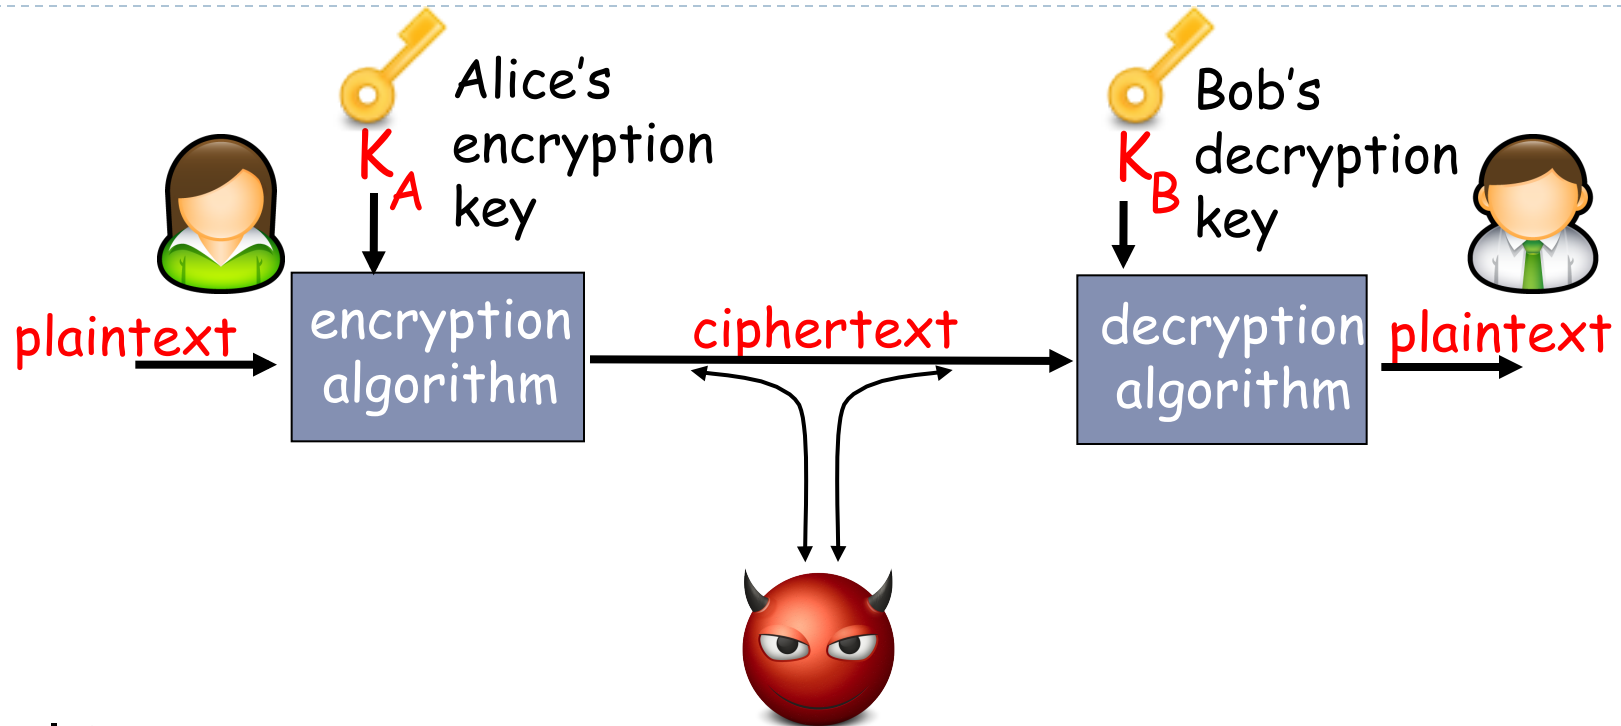 Alice's
encryption
key
K
A
Bob's
decryption
key
K
B
plaintext
encryption
algorithm
ciphertext
decryption
algorithm
plaintext